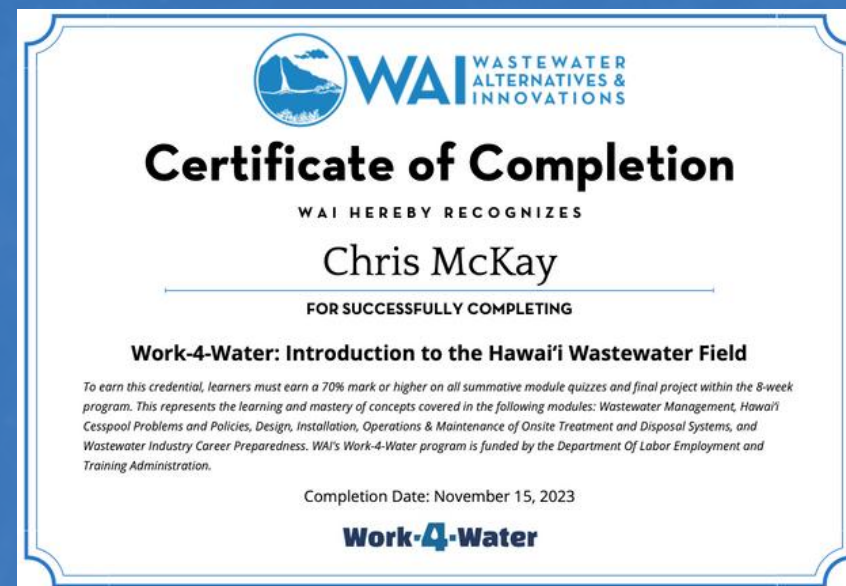 WAI WASTEWATER
ALTERNATIVES &
INNOVATIONS
Certificate of Completion
WAI HEREBY RECOGNIZES
Chris McKay
FOR SUCCESSFULLY COMPLETING
Work-4-Water: Introduction to the Hawaiʻi Wastewater Field
To earn this credential, learners must earn a 70% mark or higher on all summative module quizzes and final project within the 8-week
program. This represents the learning and mastery of concepts covered in the following modules: Wastewater Management, Hawaiʻi
Cesspool Problems and Policies, Design, Installation, Operations & Maintenance of Onsite Treatment and Disposal Systems, and
Wastewater Industry Career Preparedness. WAI's Work-4-Water program is funded by the Department Of Labor Employment and
Training Administration.
Completion Date: November 15, 2023
Work-4-Water